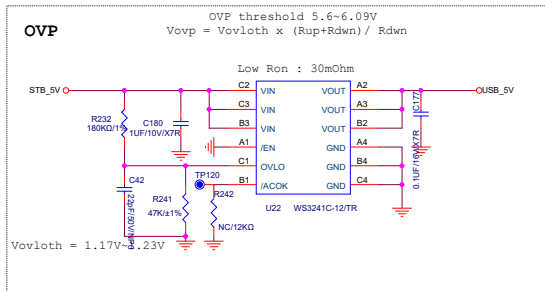 OVP threshold 5.6~6.09V
OVP
Vovp = Vovloth x (Rup+Rdwn)/ Rdwn
Low Ron : 30mOhm
STB_5V
USB_5V
C2
VIN
VOUT
A2
C3
VIN
VOUT
A3
B3
VIN
VOUT
B2
A1
/EN
GND
A4
C1
OVLO
GND
B4
B1
/ACOK
GND
C4
R232
180KΩ/1%
C180
1UF/10V/X7R
C177
0.1UF/16V/X7R
C42
22pF/50V/NP0
TP120
R241
47K/±1%
R242
NC/12KΩ
U22
WS3241C-12/TR
Vovloth = 1.17V~1.23V